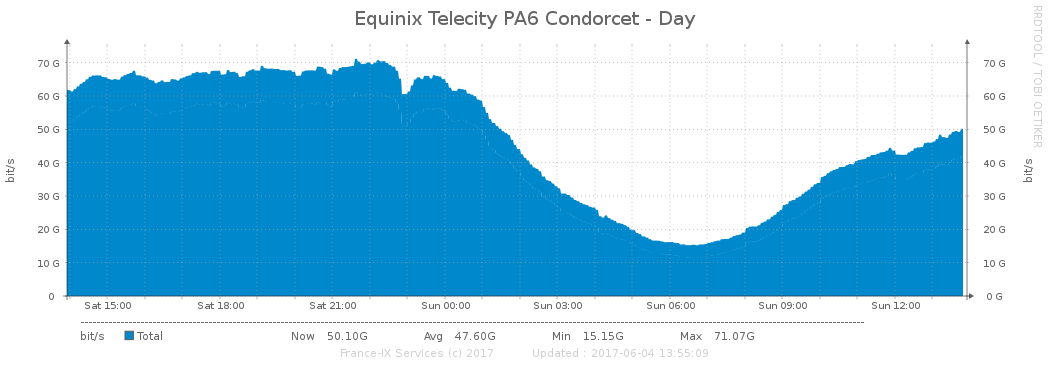 Equinix Telecity PA6 Condorcet - Day
RRDTOOL / TOBI OETIKER
bit/s
70 G
60 G
50 G
40 G
30 G
20 G
10 G
0
70 G
60 G
50 G
40 G
30 G
20 G
10 G
0 G
bit/s
Sat 15:00 Sat 18:00 Sat 21:00 Sun 00:00 Sun 03:00 Sun 06:00 Sun 09:00 Sun 12:00
bit/s Total Now 50.10G Avg 47.60G Min 15.15G Max 71.07G
France-IX Services (c) 2017 Updated : 2017-06-04 13:55:09